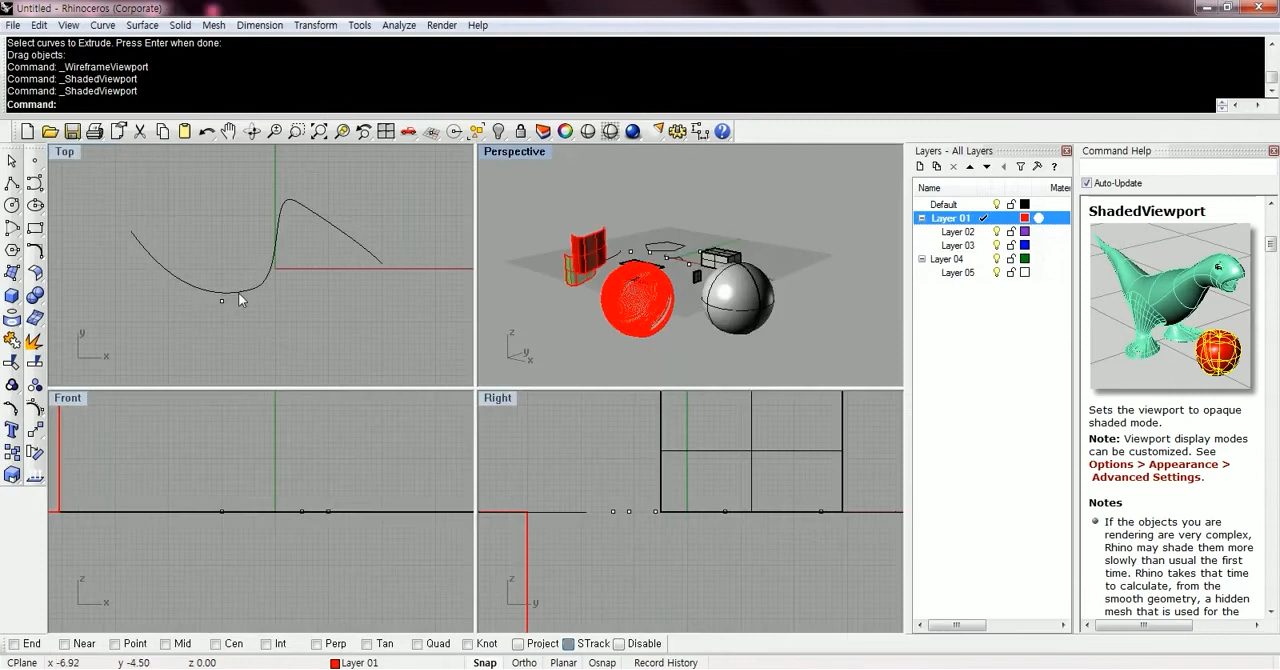 Untitled - Rhinoceros (Corporate)
File Edit View Curve Surface Solid Mesh Dimension Transform Tools Analyze Render Help
Select curves to Extrude. Press Enter when done:
Drag objects:
Command: _WireframeViewport
Command: _ShadedViewport
Command: _ShadedViewport
Command:
Top
Perspective
Layers - All Layers
Command Help
Auto-Update
Name Mate
Default
Layer 01
Layer 02
Layer 03
Layer 04
Layer 05
ShadedViewport
Sets the viewport to opaque
shaded mode.
Note: Viewport display modes
can be customized. See
Options > Appearance >
Advanced Settings.
Notes
If the objects you are
rendering are very complex,
Rhino may shade them more
slowly than usual the first
time. Rhino takes that time
to calculate, from the
smooth geometry, a hidden
mesh that is used for the
y
x
z
y
x
Front
Right
z
x
z
y
End Near Point Mid Cen Int Perp Tan Quad Knot Project STrack Disable
CPlane x -6.92 y -4.50 z 0.00 Layer 01 Snap Ortho Planar Osnap Record History